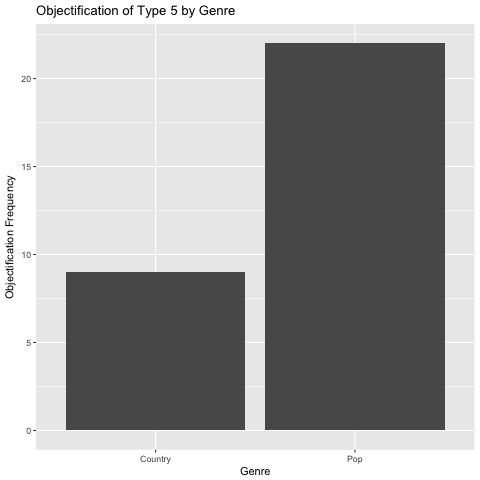 Objectification of Type 5 by Genre
Objectification Frequency
20
15
10
5
0
Country
Pop
Genre